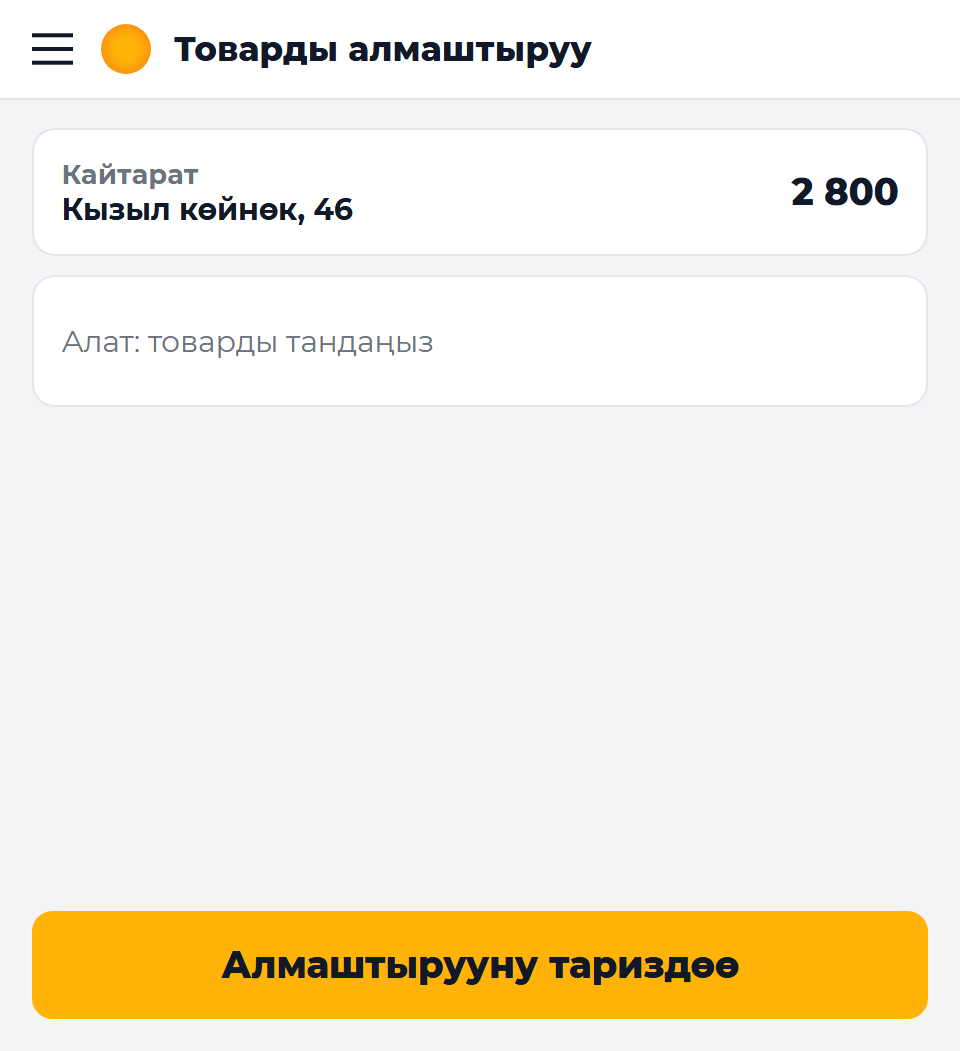 Товарды алмаштыруу
Кайтарат
Кызыл көйнөк, 46
2 800
Алат: товарды тандаңыз
Алмаштырууну тариздөө